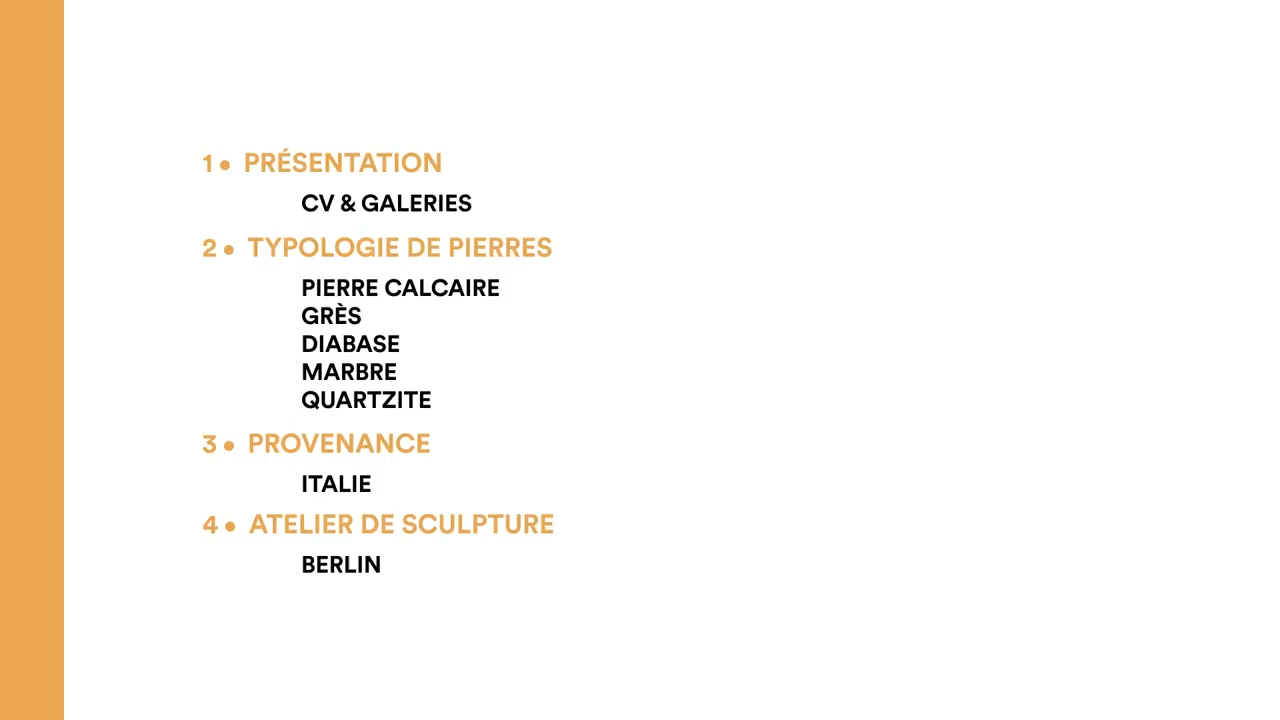 1 • PRÉSENTATION
CV & GALERIES
2 • TYPOLOGIE DE PIERRES
PIERRE CALCAIRE
GRÈS
DIABASE
MARBRE
QUARTZITE
3 • PROVENANCE
ITALIE
4 • ATELIER DE SCULPTURE
BERLIN